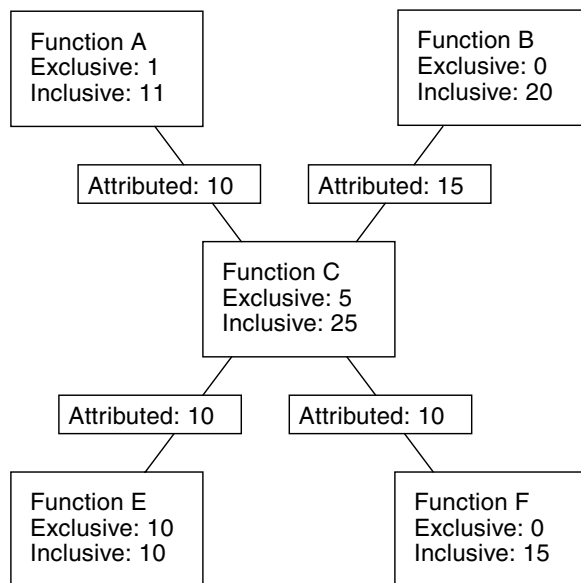 Function A
Exclusive: 1
Inclusive: 11
Function B
Exclusive: 0
Inclusive: 20
Attributed: 10
Attributed: 15
Function C
Exclusive: 5
Inclusive: 25
Attributed: 10
Attributed: 10
Function E
Exclusive: 10
Inclusive: 10
Function F
Exclusive: 0
Inclusive: 15